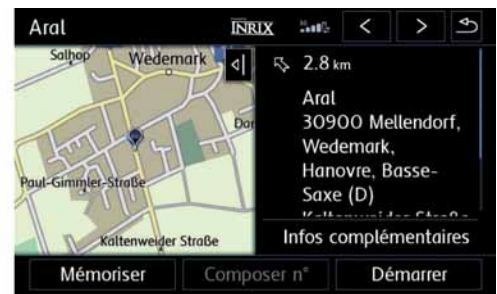 Aral
INRIX
Salhop
Wedemark
Paul-Gimmler-Straße
Kaltenweider Straße
2.8 km
Aral
30900 Mellendorf,
Wedemark,
Hanovre, Basse-
Saxe (D)
Infos complémentaires
Mémoriser
Composer n°
Démarrer